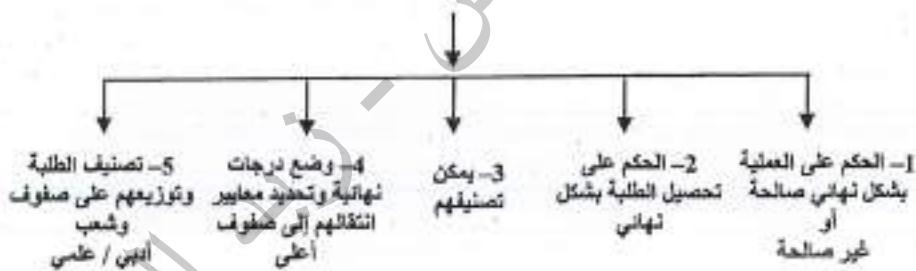 1– الحكم على العملية
بشكل نهائي صالحة
أو
غير صالحة
2– الحكم على
تحصيل الطلبة بشكل
نهائي
3– يمكن
تصنيفهم
4– وضع درجات
نهائية وتحديد معايير
انتقالهم إلى صفوف
أعلى
5– تصنيف الطلبة
وتوزيعهم على صفوف
وشعب
أدبي / علمي